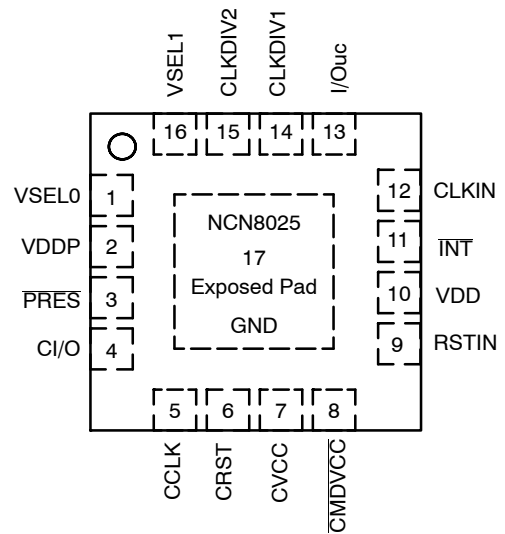 VSEL1
CLKDIV2
CLKDIV1
I/Ouc
16
15
14
13
VSEL0
1
VDDP
2
PRES
3
CI/O
4
NCN8025
17
Exposed Pad
GND
12
CLKIN
11
INT
10
VDD
9
RSTIN
5
6
7
8
CCLK
CRST
CVCC
CMDVCC